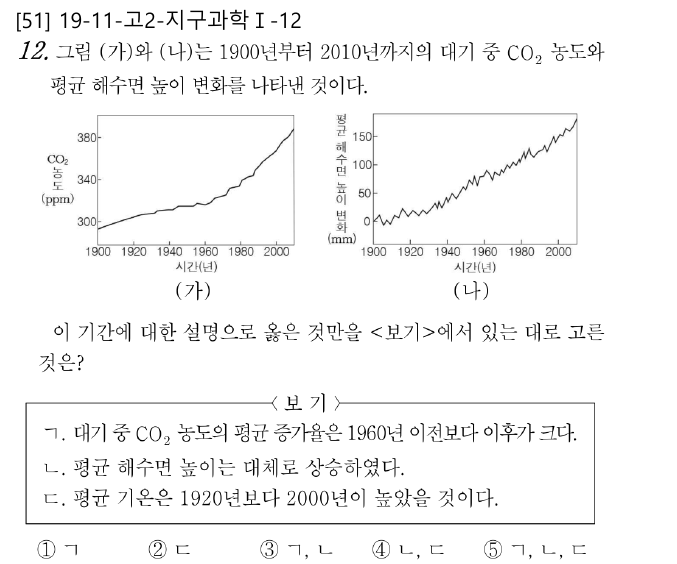 [51] 19-11-고2-지구과학Ⅰ-12
12. 그림 (가)와 (나)는 1900년부터 2010년까지의 대기 중 CO₂ 농도와
평균 해수면 높이 변화를 나타낸 것이다.
CO₂
농
도
(ppm)
380
340
300
1900 1920 1940 1960 1980 2000
시간(년)
(가)
평균 해수면 높이 변화
(mm)
150
100
50
0
1900 1920 1940 1960 1980 2000
시간(년)
(나)
이 기간에 대한 설명으로 옳은 것만을 <보기>에서 있는 대로 고른
것은?
<보 기>
ㄱ. 대기 중 CO₂ 농도의 평균 증가율은 1960년 이전보다 이후가 크다.
ㄴ. 평균 해수면 높이는 대체로 상승하였다.
ㄷ. 평균 기온은 1920년보다 2000년이 높았을 것이다.
① ㄱ ② ㄷ ③ ㄱ, ㄴ ④ ㄴ, ㄷ ⑤ ㄱ, ㄴ, ㄷ